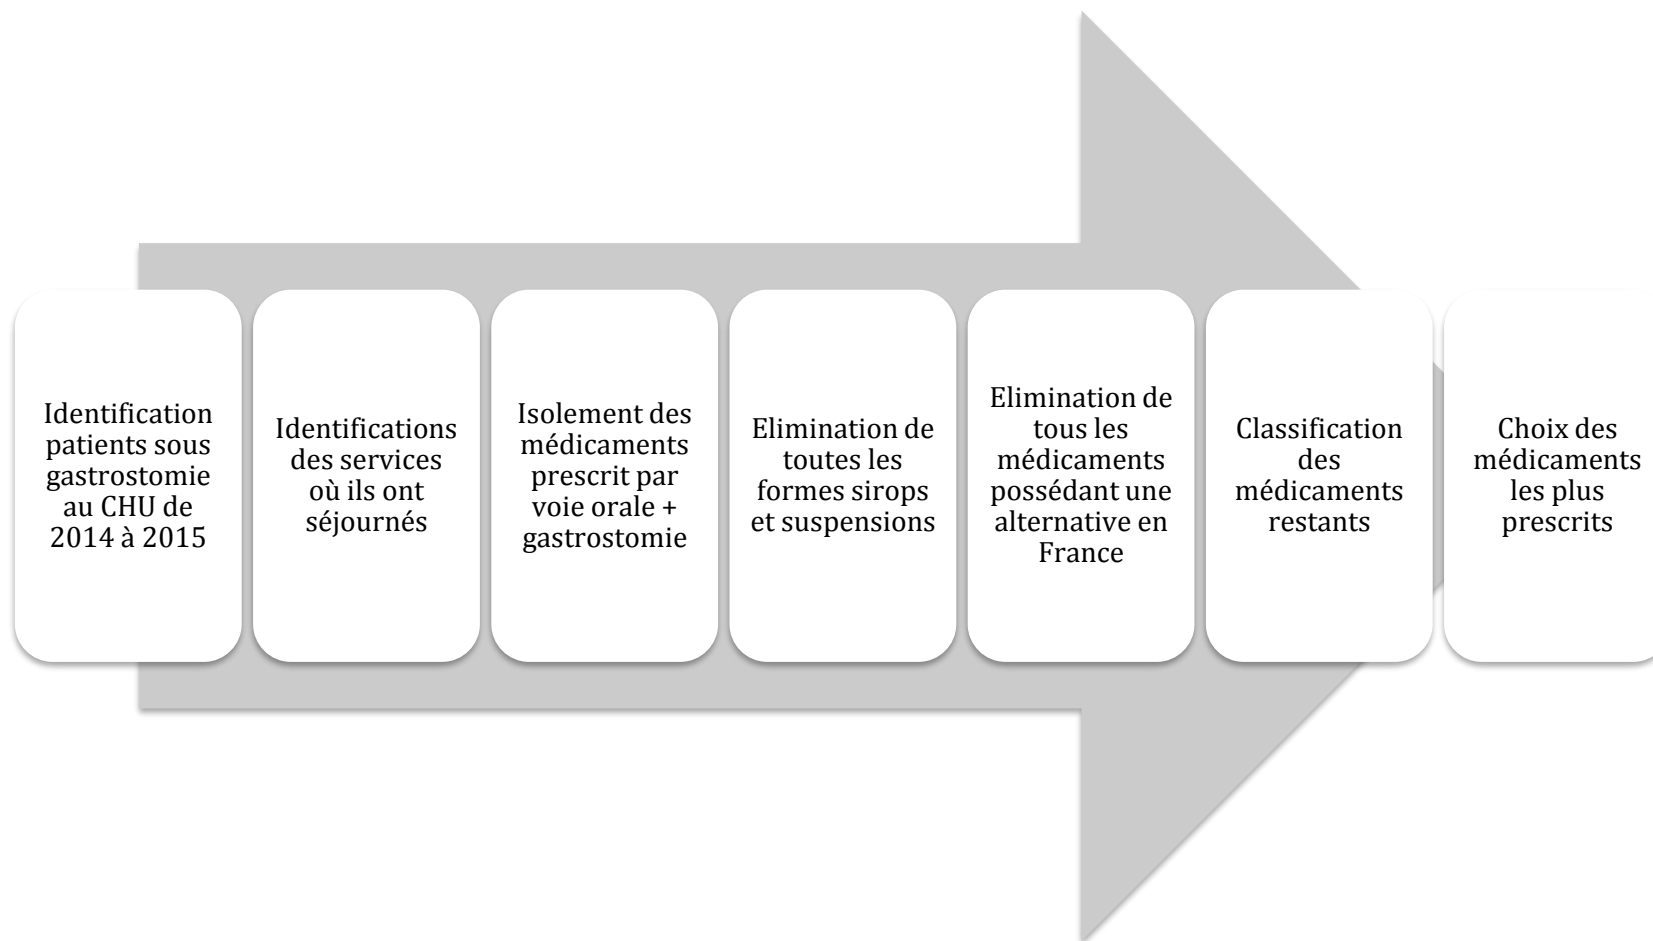 Identification
patients sous
gastrostomie
au CHU de
2014 à 2015
Identifications
des services
où ils ont
séjournés
Isolement des
médicaments
prescrit par
voie orale +
gastrostomie
Elimination de
toutes les
formes sirops
et suspensions
Elimination de
tous les
médicaments
possédant une
alternative en
France
Classification
des
médicaments
restants
Choix des
médicaments
les plus
prescrits